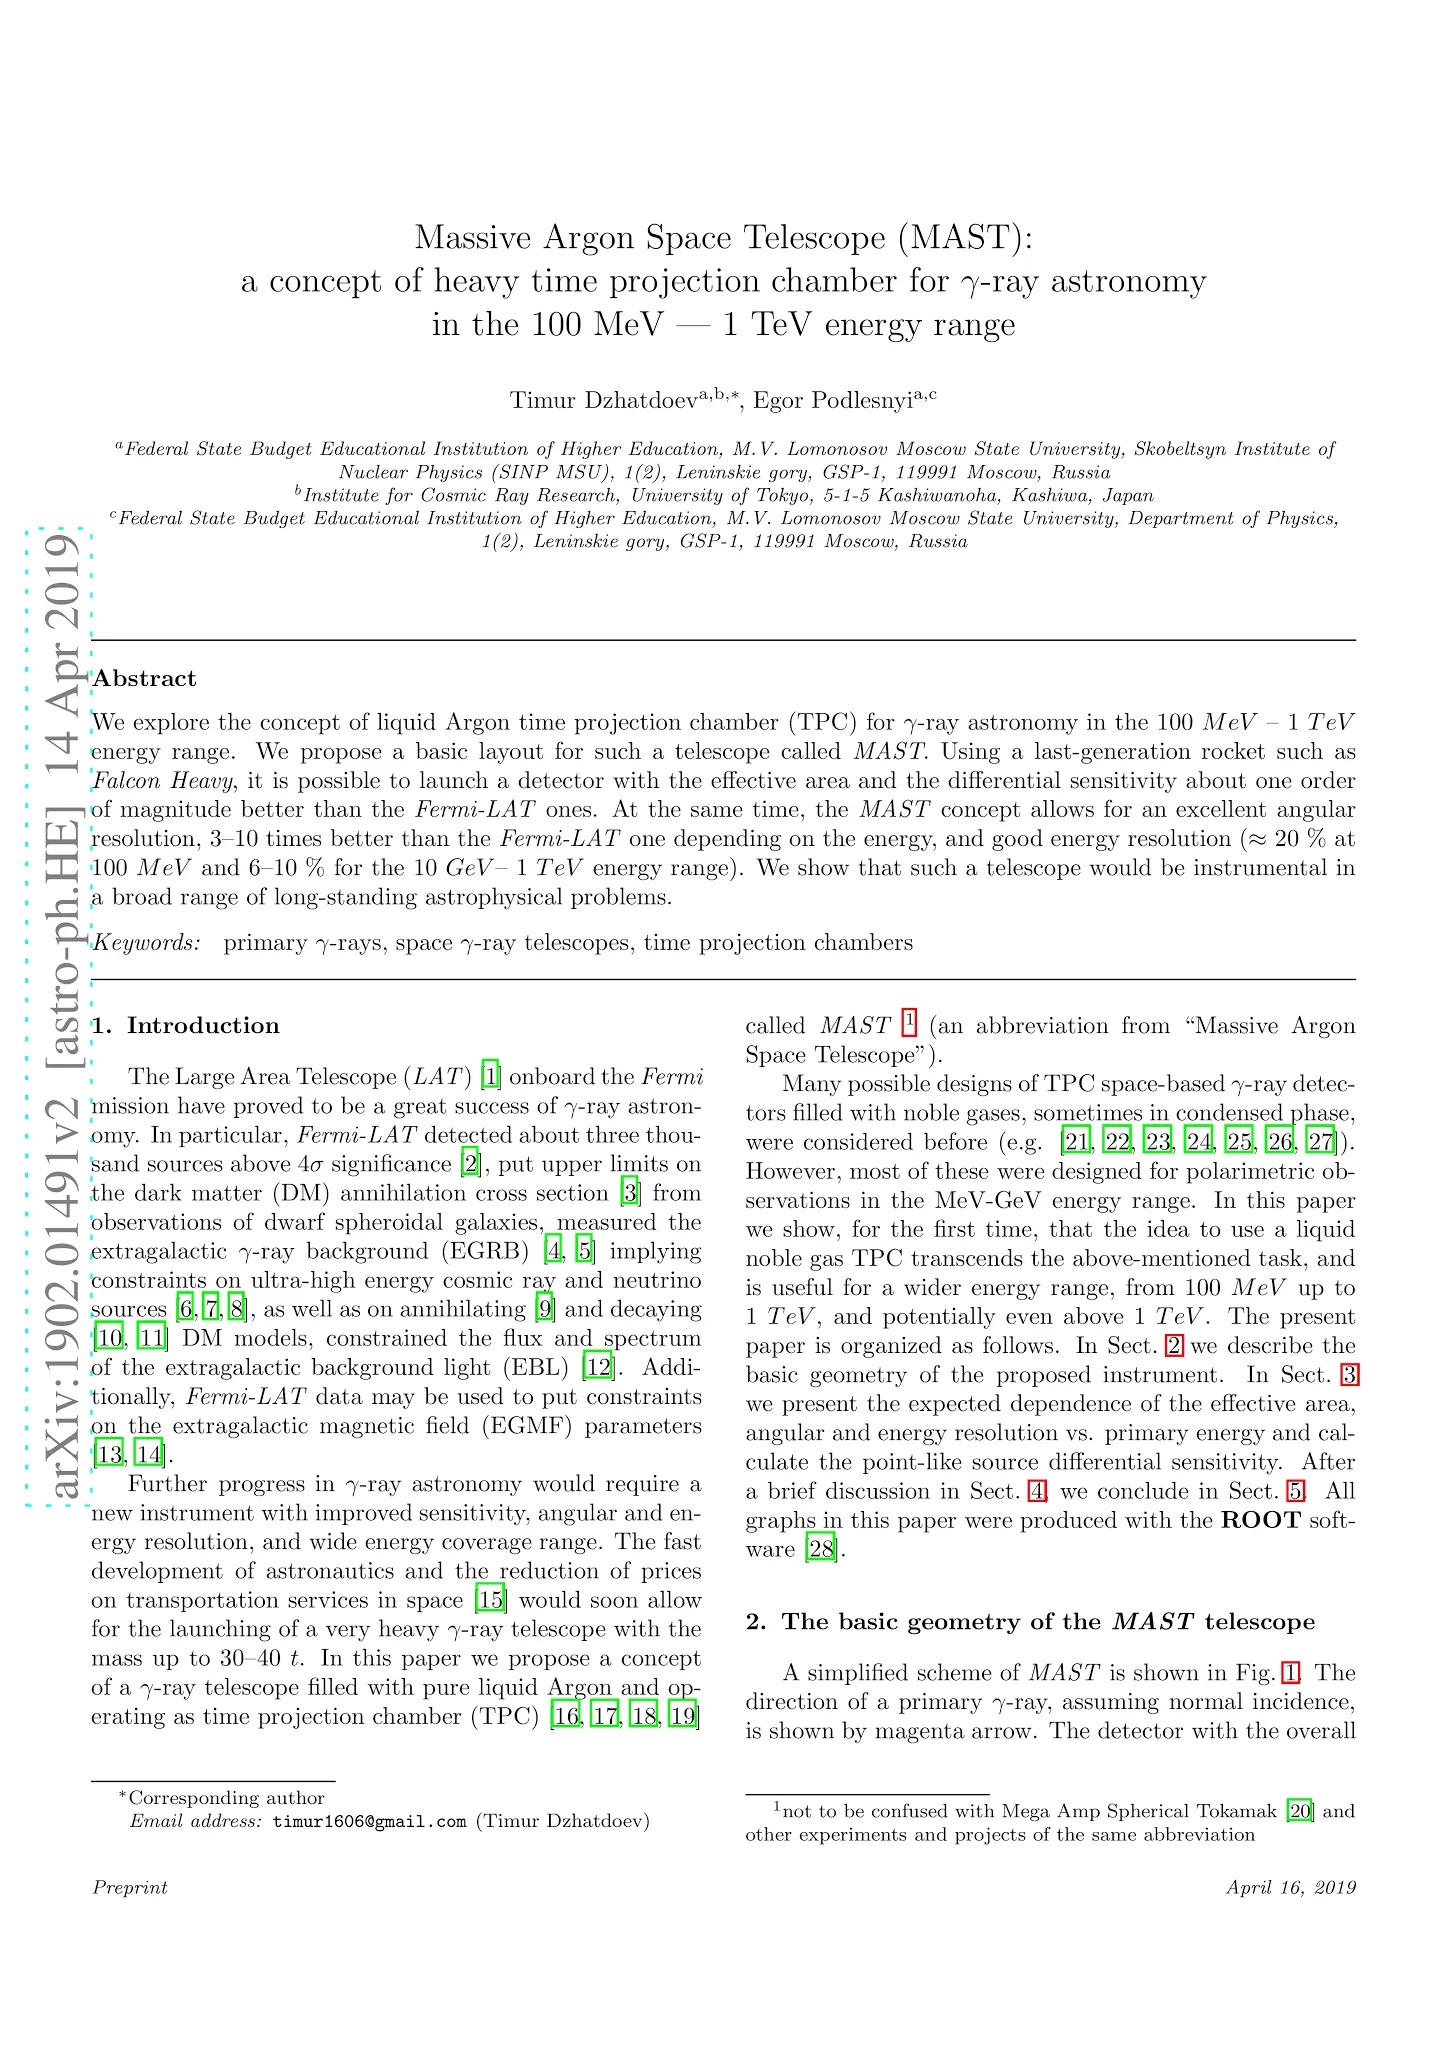 Massive Argon Space Telescope (MAST):
a concept of heavy time projection chamber for γ-ray astronomy
in the 100 MeV — 1 TeV energy range
Timur Dzhatdoev^{a,b,∗}, Egor Podlesnyi^{a,c}
^aFederal State Budget Educational Institution of Higher Education, M.V. Lomonosov Moscow State University, Skobeltsyn Institute of
Nuclear Physics (SINP MSU), 1(2), Leninskie gory, GSP-1, 119991 Moscow, Russia
^bInstitute for Cosmic Ray Research, University of Tokyo, 5-1-5 Kashiwanoha, Kashiwa, Japan
^cFederal State Budget Educational Institution of Higher Education, M.V. Lomonosov Moscow State University, Department of Physics,
1(2), Leninskie gory, GSP-1, 119991 Moscow, Russia
arXiv:1902.01491v2 [astro-ph.HE] 14 Apr 2019
Abstract
We explore the concept of liquid Argon time projection chamber (TPC) for γ-ray astronomy in the 100 MeV – 1 TeV
energy range. We propose a basic layout for such a telescope called MAST. Using a last-generation rocket such as
Falcon Heavy, it is possible to launch a detector with the effective area and the differential sensitivity about one order
of magnitude better than the Fermi-LAT ones. At the same time, the MAST concept allows for an excellent angular
resolution, 3–10 times better than the Fermi-LAT one depending on the energy, and good energy resolution (≈ 20 % at
100 MeV and 6–10 % for the 10 GeV– 1 TeV energy range). We show that such a telescope would be instrumental in
a broad range of long-standing astrophysical problems.
Keywords: primary γ-rays, space γ-ray telescopes, time projection chambers
1. Introduction
The Large Area Telescope (LAT) [1] onboard the Fermi
mission have proved to be a great success of γ-ray astron-
omy. In particular, Fermi-LAT detected about three thou-
sand sources above 4σ significance [2], put upper limits on
the dark matter (DM) annihilation cross section [3] from
observations of dwarf spheroidal galaxies, measured the
extragalactic γ-ray background (EGRB) [4, 5] implying
constraints on ultra-high energy cosmic ray and neutrino
sources [6, 7, 8], as well as on annihilating [9] and decaying
[10, 11] DM models, constrained the flux and spectrum
of the extragalactic background light (EBL) [12]. Addi-
tionally, Fermi-LAT data may be used to put constraints
on the extragalactic magnetic field (EGMF) parameters
[13, 14].
Further progress in γ-ray astronomy would require a
new instrument with improved sensitivity, angular and en-
ergy resolution, and wide energy coverage range. The fast
development of astronautics and the reduction of prices
on transportation services in space [15] would soon allow
for the launching of a very heavy γ-ray telescope with the
mass up to 30–40 t. In this paper we propose a concept
of a γ-ray telescope filled with pure liquid Argon and op-
erating as time projection chamber (TPC) [16, 17, 18, 19]
∗Corresponding author
Email address: timur1606@gmail.com (Timur Dzhatdoev)
called MAST ^1 (an abbreviation from “Massive Argon
Space Telescope”).
Many possible designs of TPC space-based γ-ray detec-
tors filled with noble gases, sometimes in condensed phase,
were considered before (e.g. [21, 22, 23, 24, 25, 26, 27]).
However, most of these were designed for polarimetric ob-
servations in the MeV-GeV energy range. In this paper
we show, for the first time, that the idea to use a liquid
noble gas TPC transcends the above-mentioned task, and
is useful for a wider energy range, from 100 MeV up to
1 TeV, and potentially even above 1 TeV. The present
paper is organized as follows. In Sect. 2 we describe the
basic geometry of the proposed instrument. In Sect. 3
we present the expected dependence of the effective area,
angular and energy resolution vs. primary energy and cal-
culate the point-like source differential sensitivity. After
a brief discussion in Sect. 4, we conclude in Sect. 5. All
graphs in this paper were produced with the ROOT soft-
ware [28].
2. The basic geometry of the MAST telescope
A simplified scheme of MAST is shown in Fig. 1. The
direction of a primary γ-ray, assuming normal incidence,
is shown by magenta arrow. The detector with the overall
^1not to be confused with Mega Amp Spherical Tokamak [20] and
other experiments and projects of the same abbreviation
Preprint
April 16, 2019